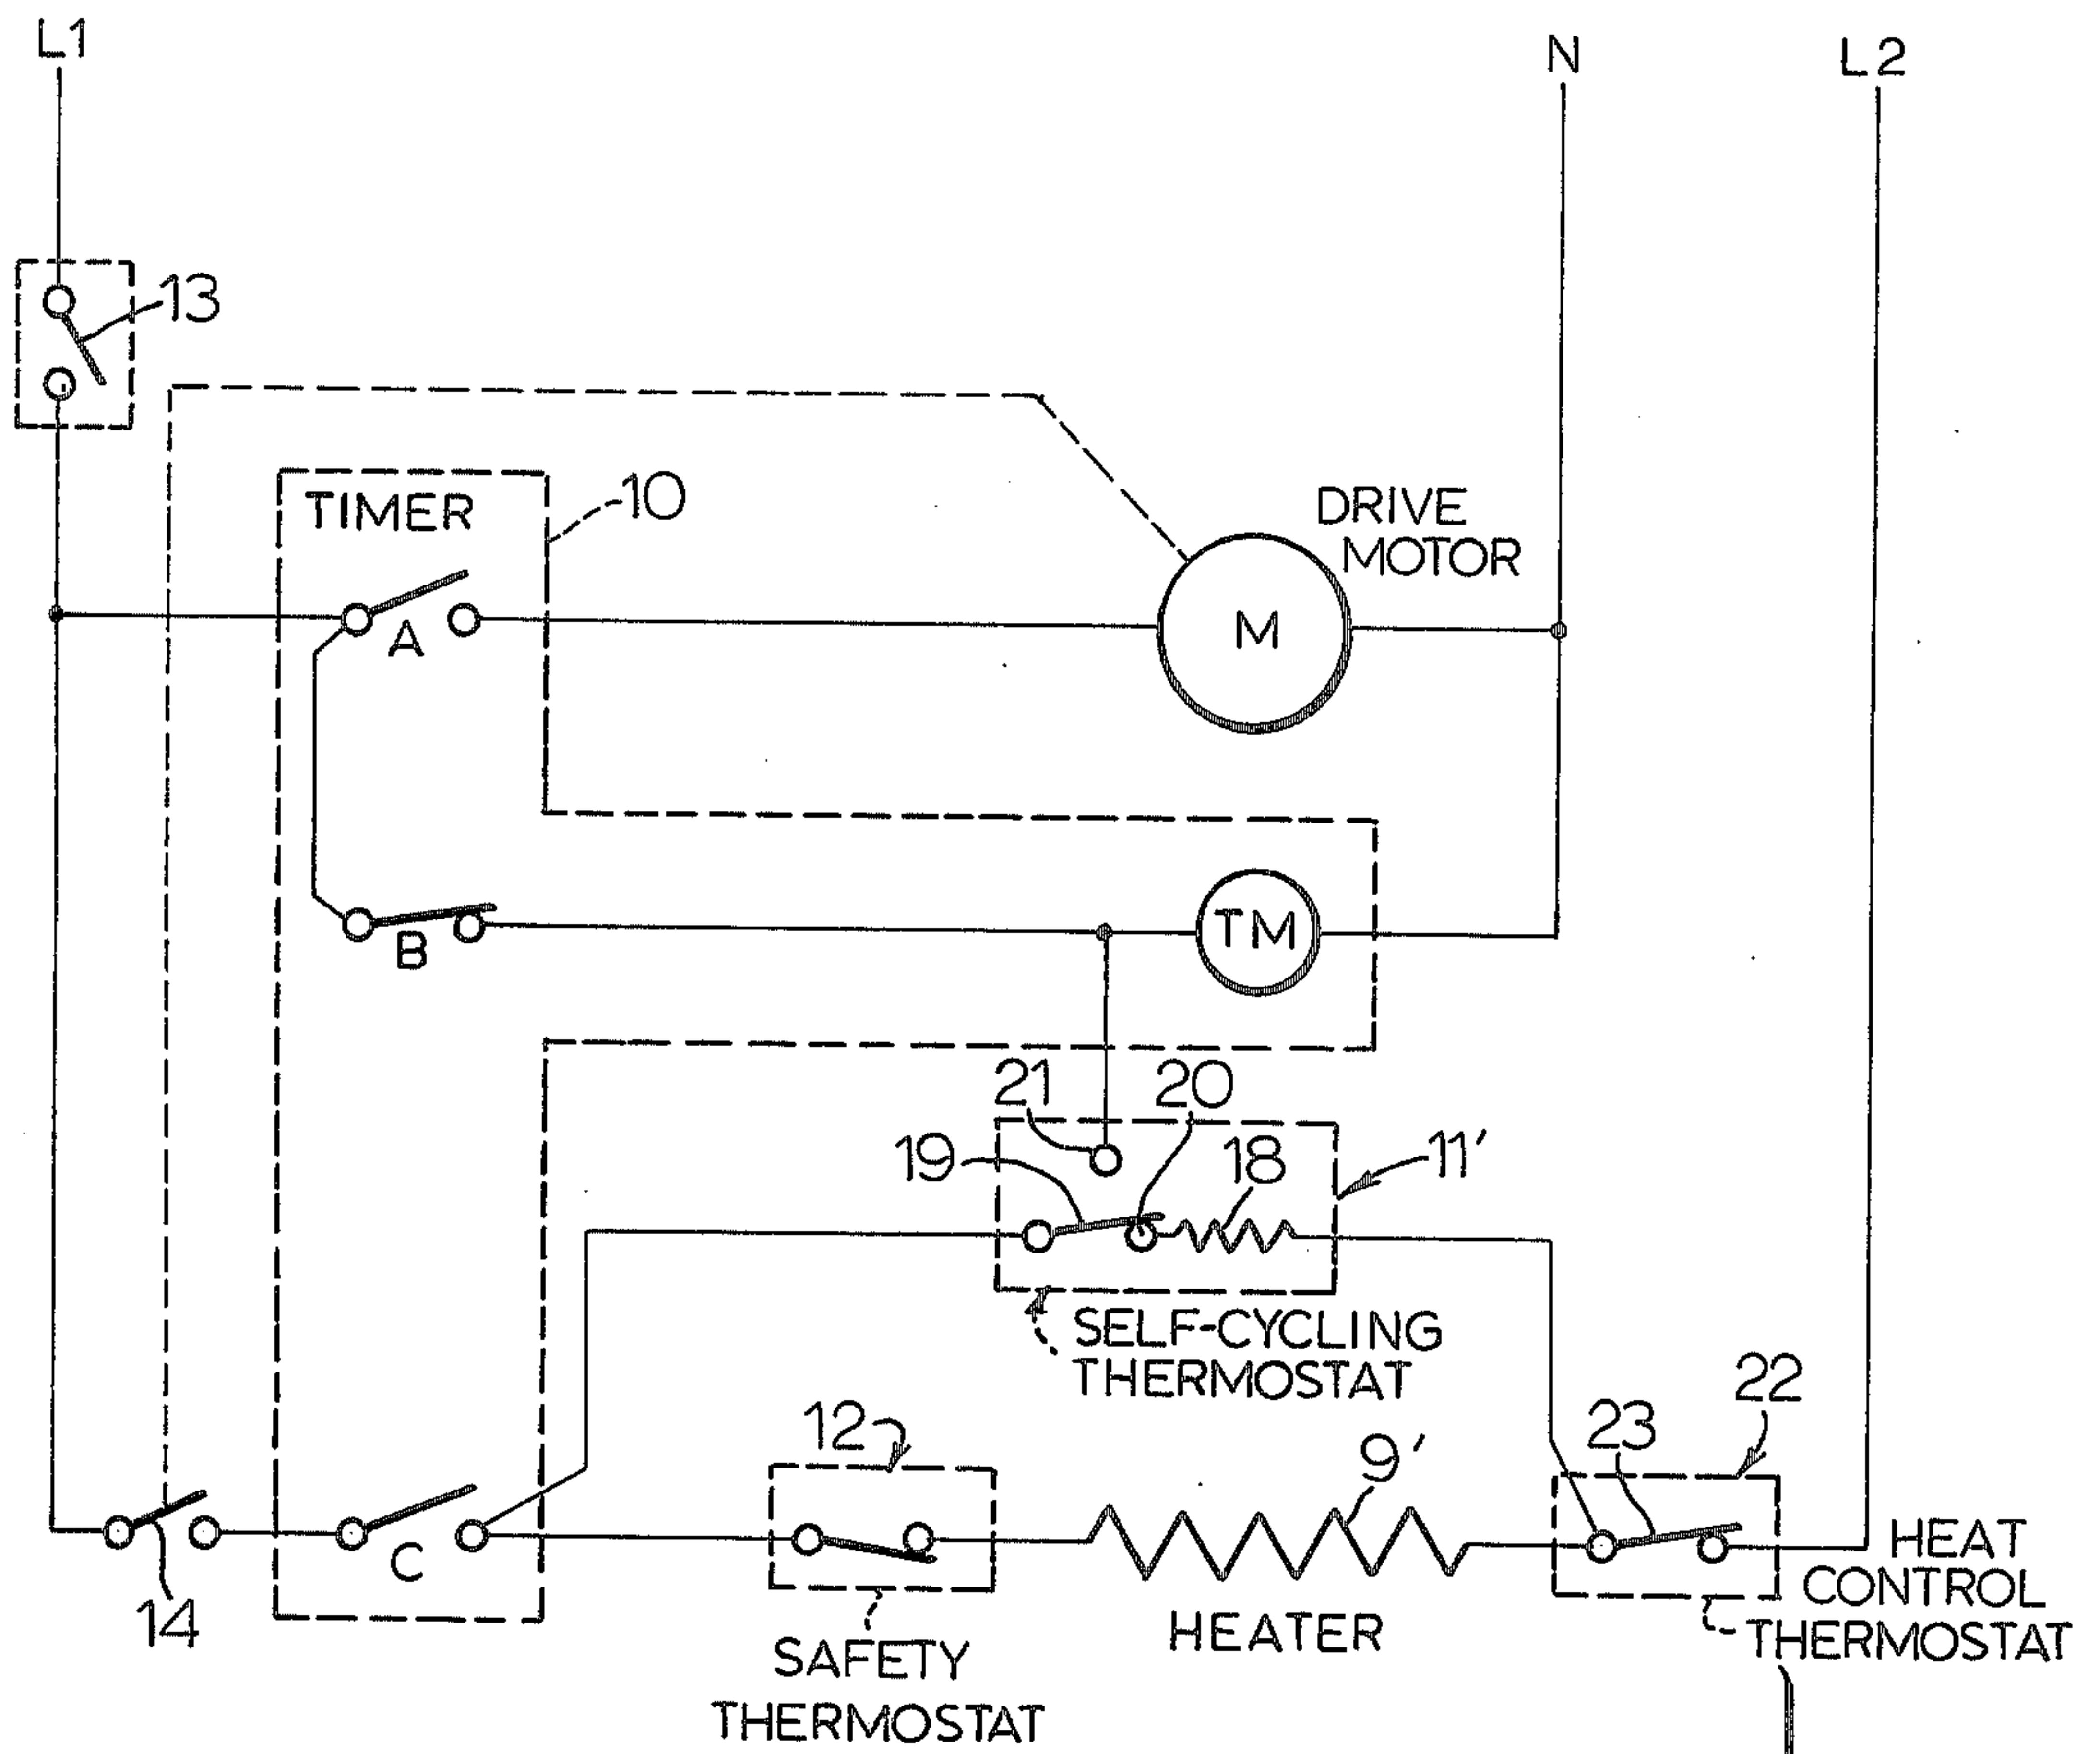 L1
N
L2
13
TIMER
10
DRIVE
MOTOR
A
M
B
TM
21
20
19
18
11′
SELF-CYCLING
THERMOSTAT
22
12
9′
23
C
14
HEATER
HEAT
CONTROL
THERMOSTAT
SAFETY
THERMOSTAT